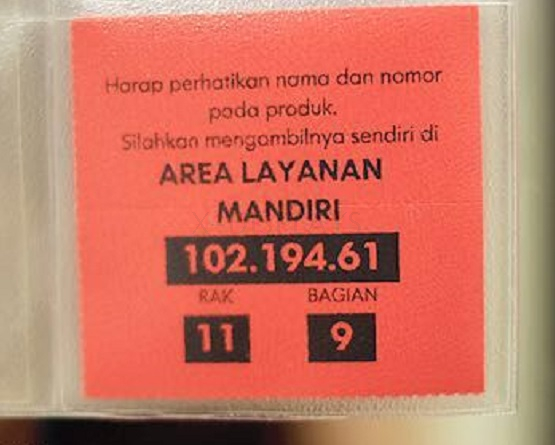 Harap perhatikan nama dan nomor
pada produk.
Silahkan mengambilnya sendiri di
AREA LAYANAN
MANDIRI
102.194.61
RAK BAGIAN
11 9